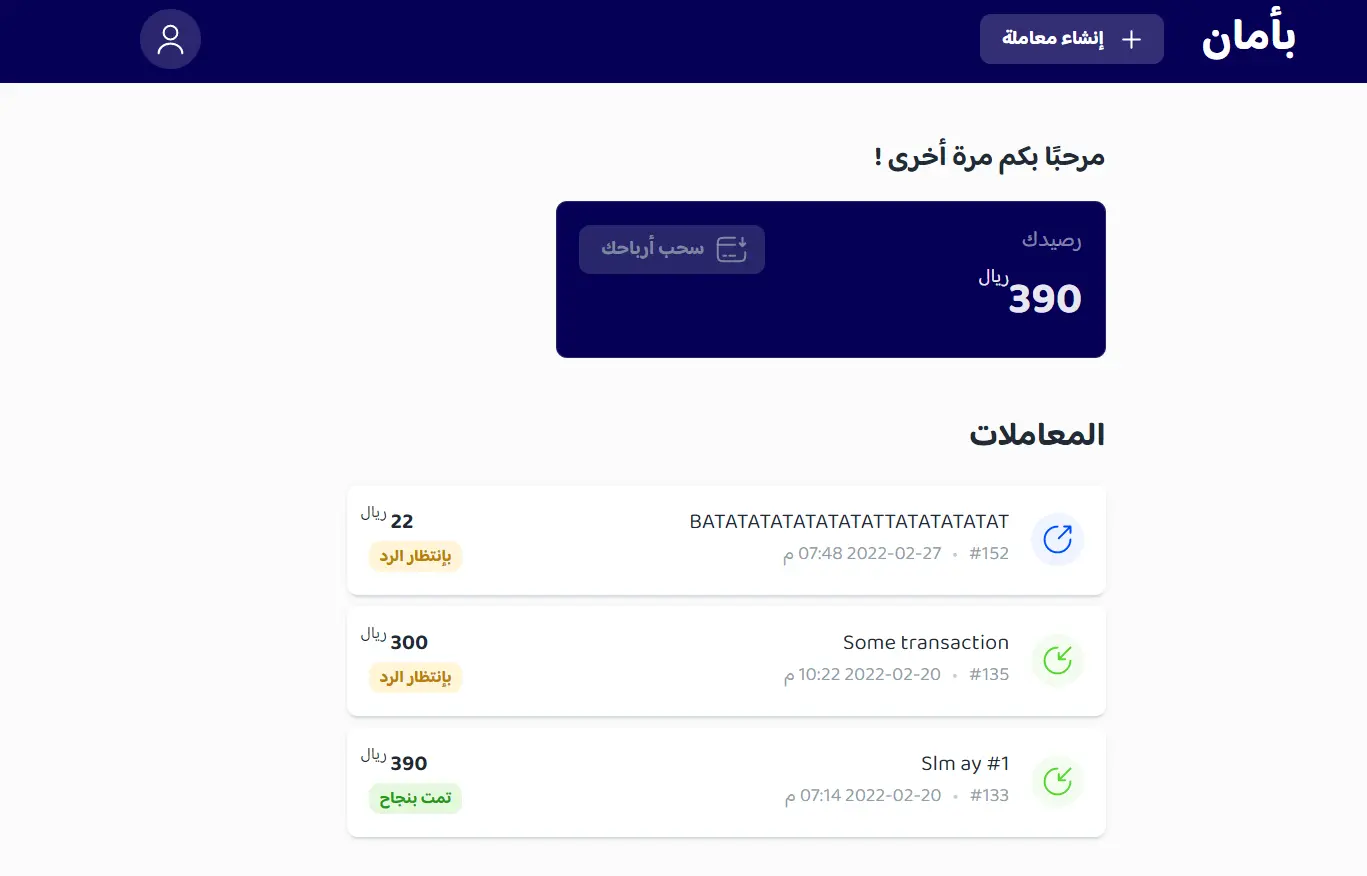 بأمان
إنشاء معاملة
مرحبًا بكم مرة أخرى !
رصيدك
390 ريال
سحب أرباحك
المعاملات
BATATATATATATATATTATATATATAT
#152 • 2022-02-27 07:48 م
22 ريال
بإنتظار الرد
Some transaction
#135 • 2022-02-20 10:22 م
300 ريال
بإنتظار الرد
Slm ay #1
#133 • 2022-02-20 07:14 م
390 ريال
تمت بنجاح